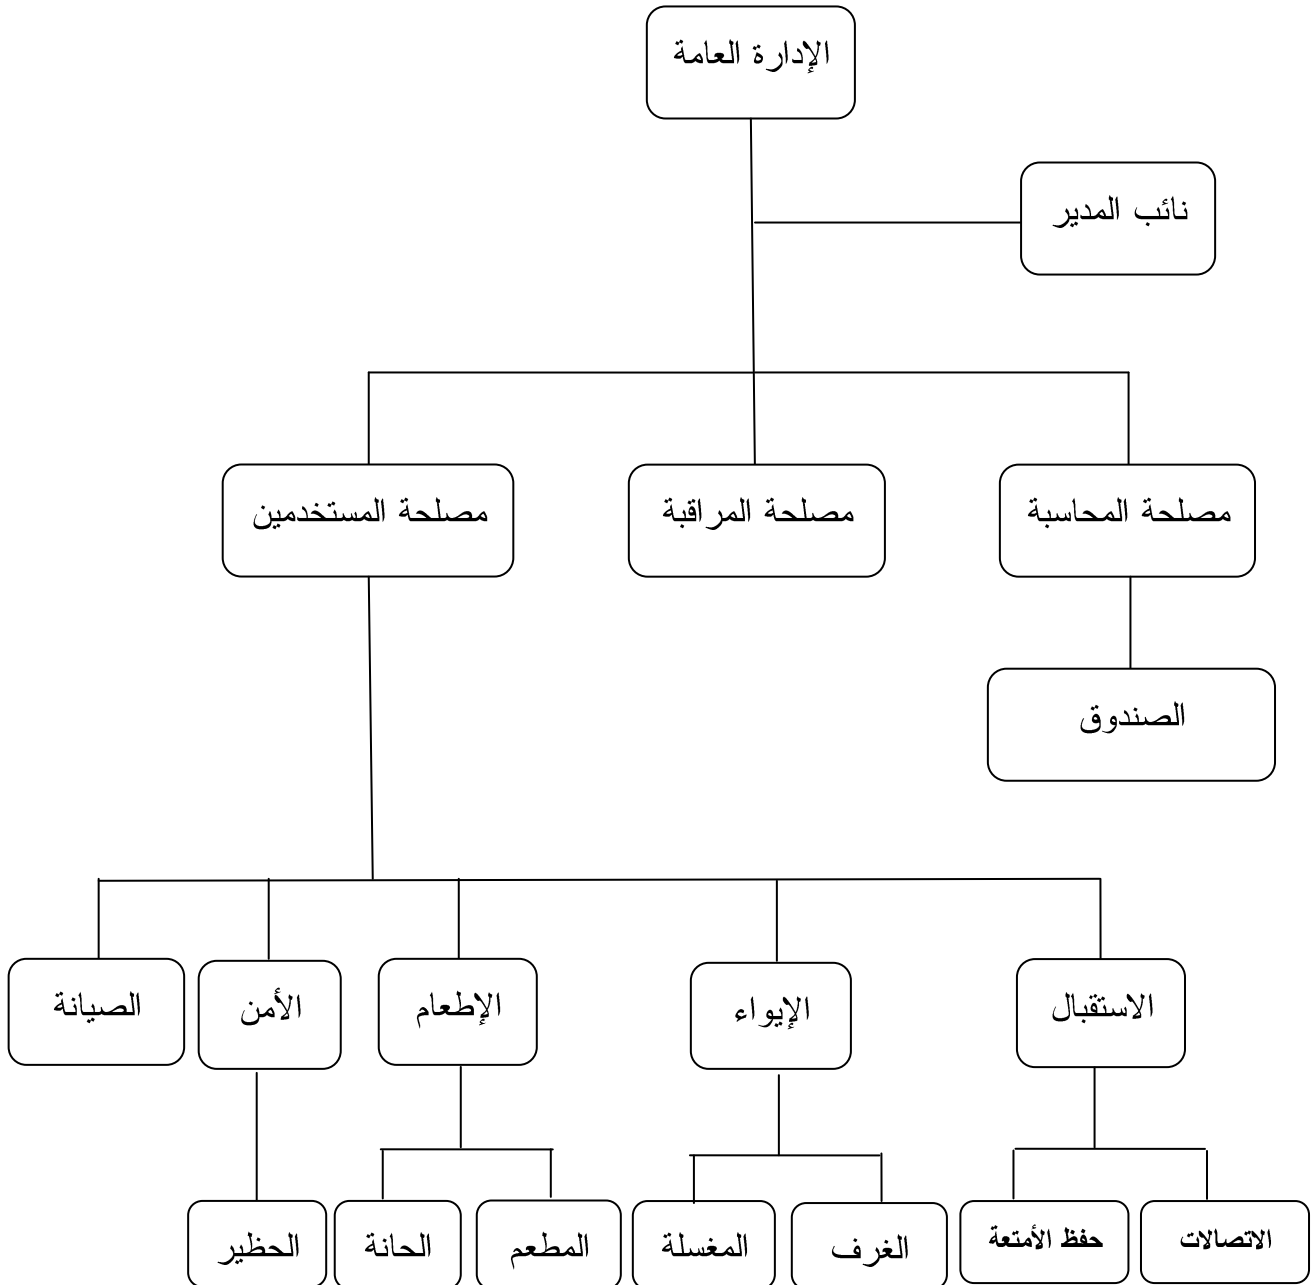 الإدارة العامة
نائب المدير
مصلحة المحاسبة
مصلحة المراقبة
مصلحة المستخدمين
الصندوق
الاستقبال
الإيواء
الإطعام
الأمن
الصيانة
الاتصالات
حفظ الأمتعة
الغرف
المغسلة
المطعم
الحانة
الحظير